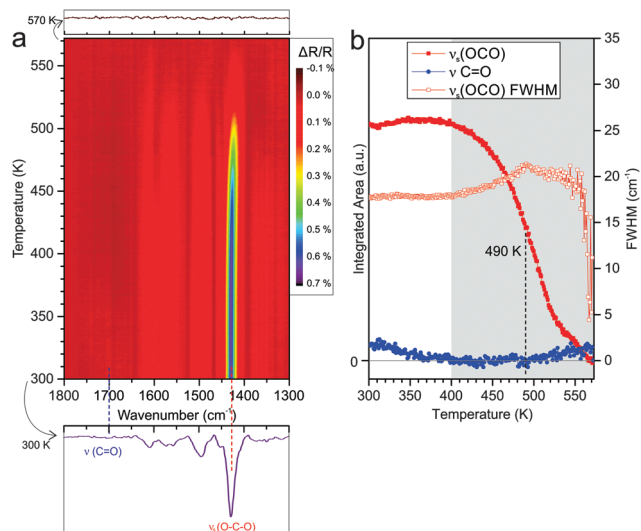 570 K
a
ΔR/R
-0.1 %
0.0 %
0.1 %
0.2 %
0.3 %
0.4 %
0.5 %
0.6 %
0.7 %
Temperature (K)
550
500
450
400
350
300
1800 1700 1600 1500 1400 1300
Wavenumber (cm⁻¹)
300 K
ν (C=O)
νₛ(O-C-O)
b
νₛ(OCO)
ν C=O
νₛ(OCO) FWHM
Integrated Area (a.u.)
0
490 K
35
30
25
20
15
10
5
0
FWHM (cm⁻¹)
300 350 400 450 500 550
Temperature (K)